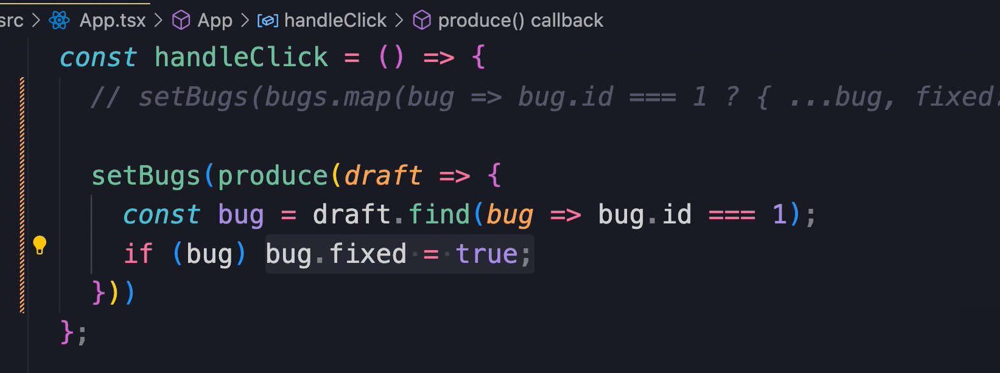 src > App.tsx > App > handleClick > produce() callback
const handleClick = () => {
// setBugs(bugs.map(bug => bug.id === 1 ? { ...bug, fixed:
setBugs(produce(draft => {
const bug = draft.find(bug => bug.id === 1);
if (bug) bug.fixed = true;
}))
};